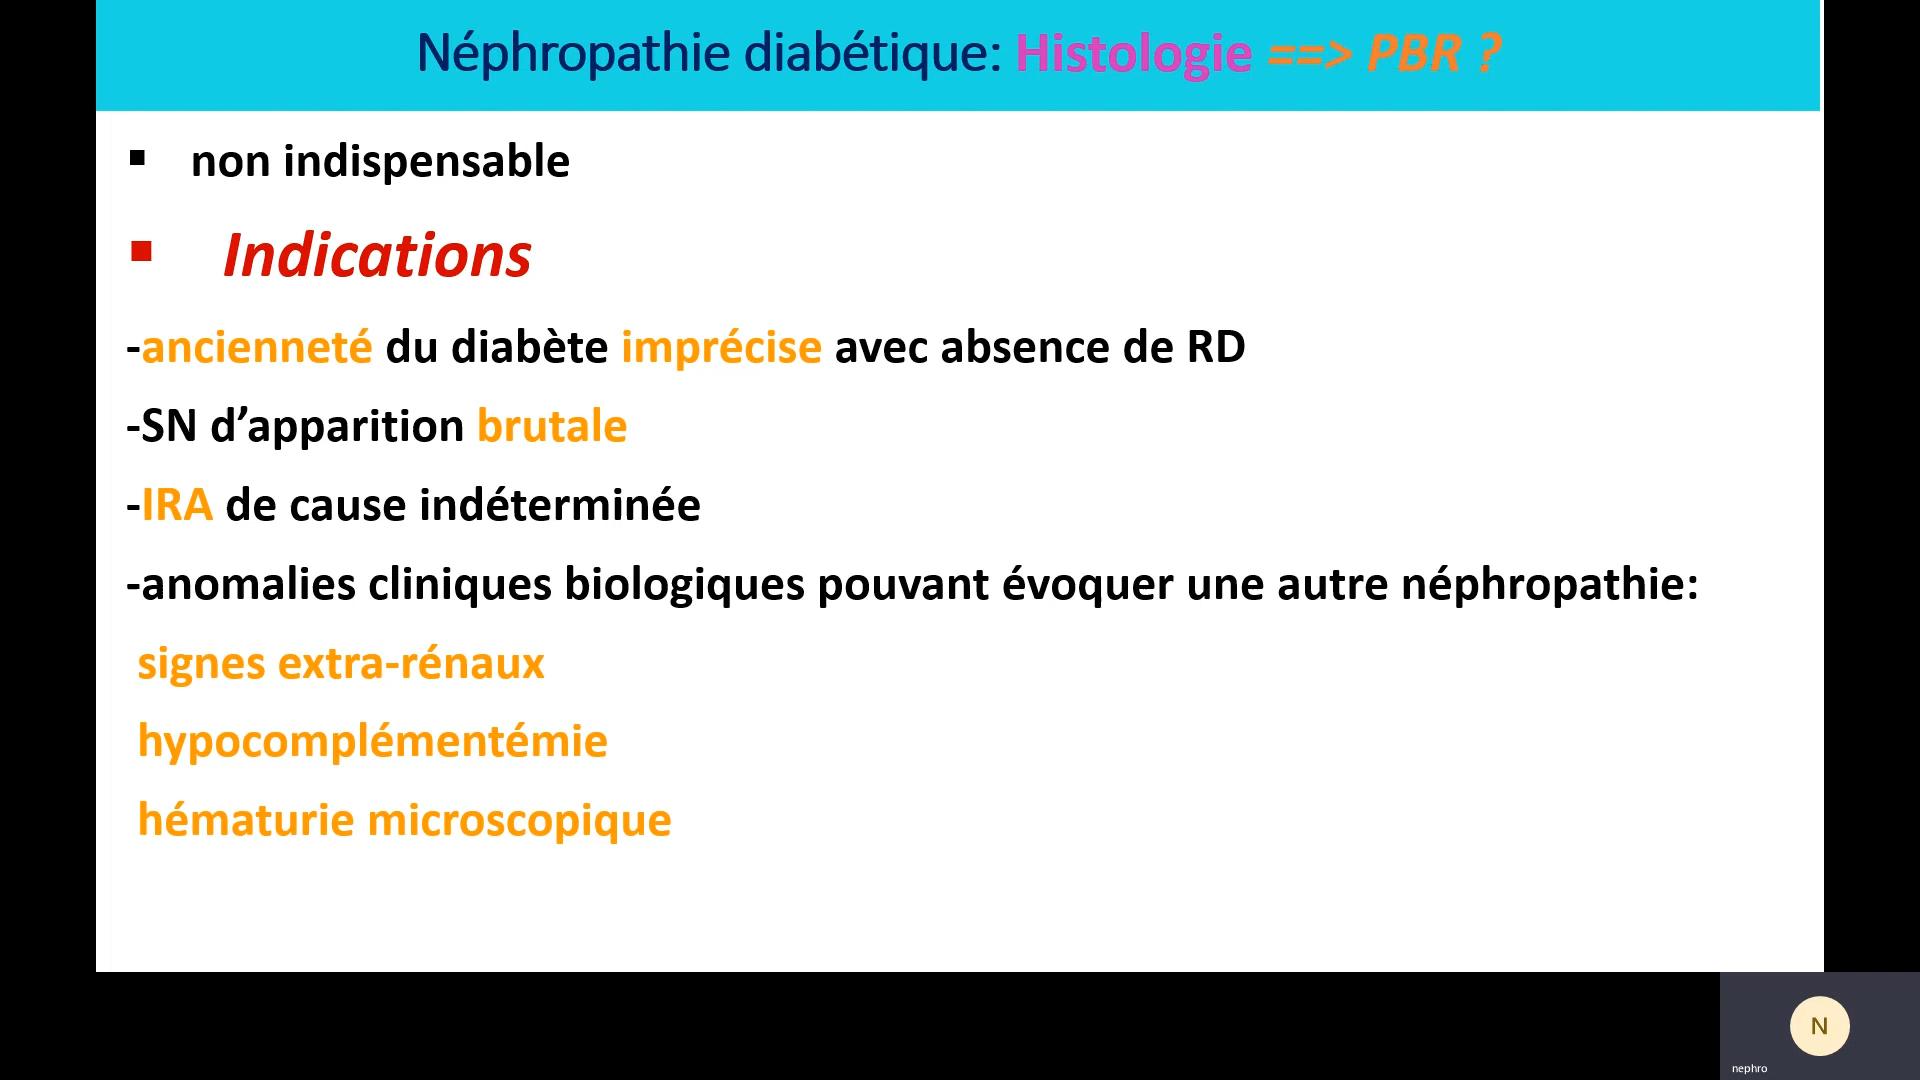 Néphropathie diabétique: Histologie ==> PBR ?
▪ non indispensable
▪ Indications
-ancienneté du diabète imprécise avec absence de RD
-SN d’apparition brutale
-IRA de cause indéterminée
-anomalies cliniques biologiques pouvant évoquer une autre néphropathie:
signes extra-rénaux
hypocomplémentémie
hématurie microscopique
N
nephro